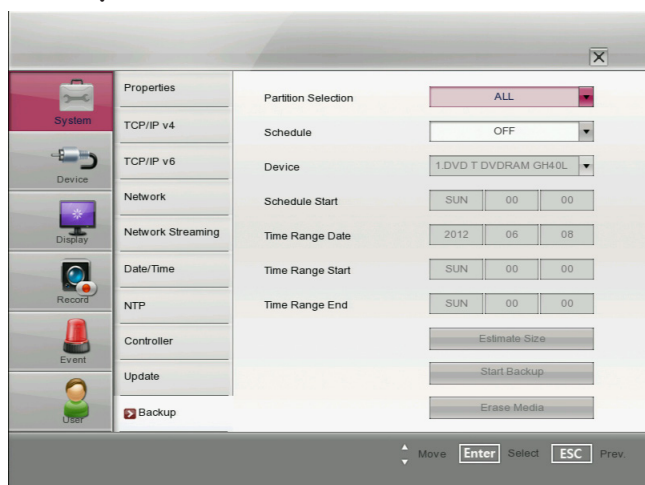 System
Device
Display
Record
Event
User
Properties
TCP/IP v4
TCP/IP v6
Network
Network Streaming
Date/Time
NTP
Controller
Update
Backup
Partition Selection ALL
Schedule OFF
Device 1.DVD T DVDRAM GH40L
Schedule Start SUN 00 00
Time Range Date 2012 06 08
Time Range Start SUN 00 00
Time Range End SUN 00 00
Estimate Size
Start Backup
Erase Media
Move Enter Select ESC Prev.